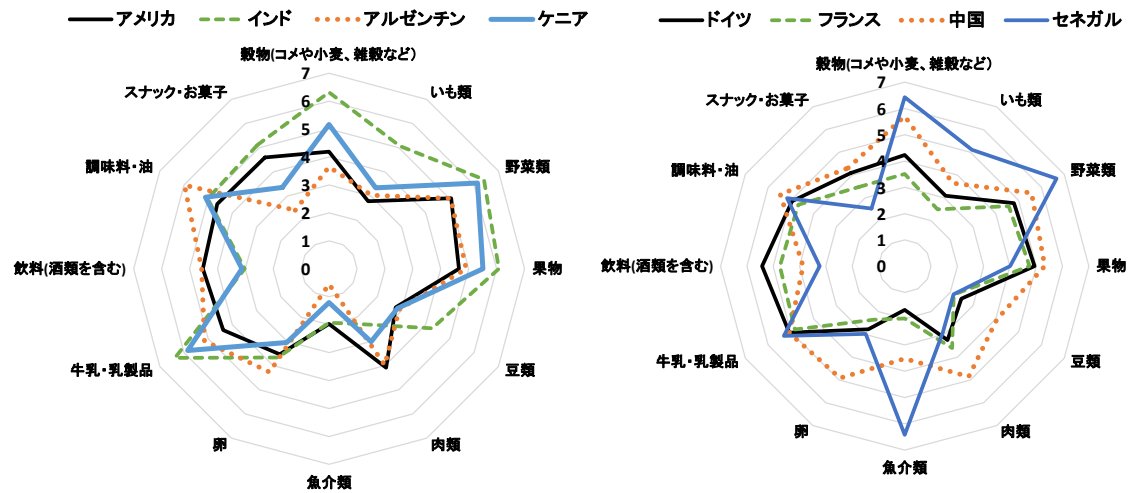 アメリカ インド アルゼンチン ケニア
穀物(コメや小麦、雑穀など)
いも類
野菜類
果物
豆類
肉類
魚介類
卵
牛乳・乳製品
飲料(酒類を含む)
調味料・油
スナック・お菓子
7
6
5
4
3
2
1
0
ドイツ フランス 中国 セネガル
穀物(コメや小麦、雑穀など)
いも類
野菜類
果物
豆類
肉類
魚介類
卵
牛乳・乳製品
飲料(酒類を含む)
調味料・油
スナック・お菓子
7
6
5
4
3
2
1
0